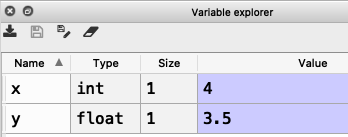 Variable explorer
Name Type Size Value
x int 1 4
y float 1 3.5